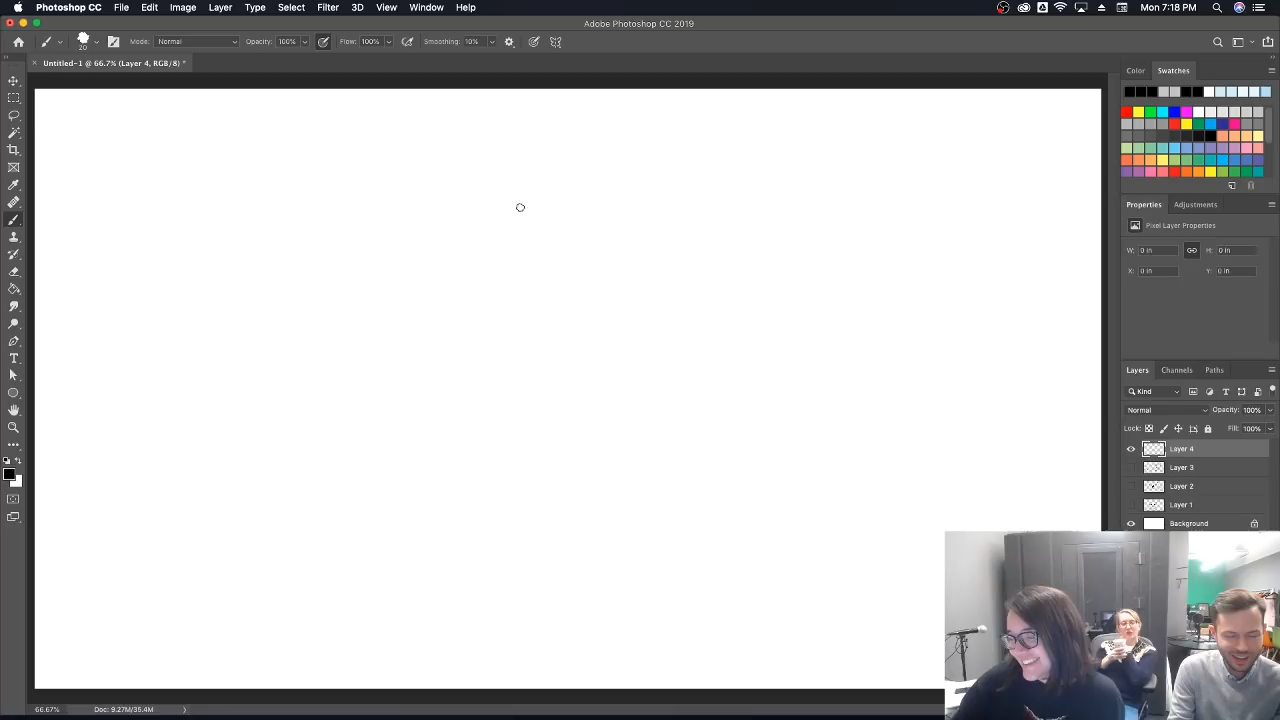 Photoshop CC File Edit Image Layer Type Select Filter 3D View Window Help Mon 7:18 PM
Adobe Photoshop CC 2019
20 Mode: Normal Opacity: 100% Flow: 100% Smoothing: 10%
Untitled-1 @ 66.7% (Layer 4, RGB/8) *
Color Swatches
Properties Adjustments
Pixel Layer Properties
W: 0 in H: 0 in
X: 0 in Y: 0 in
Layers Channels Paths
Kind
Normal Opacity: 100%
Lock: Fill: 100%
Layer 4
Layer 3
Layer 2
Layer 1
Background
66.67% Doc: 9.27M/35.4M